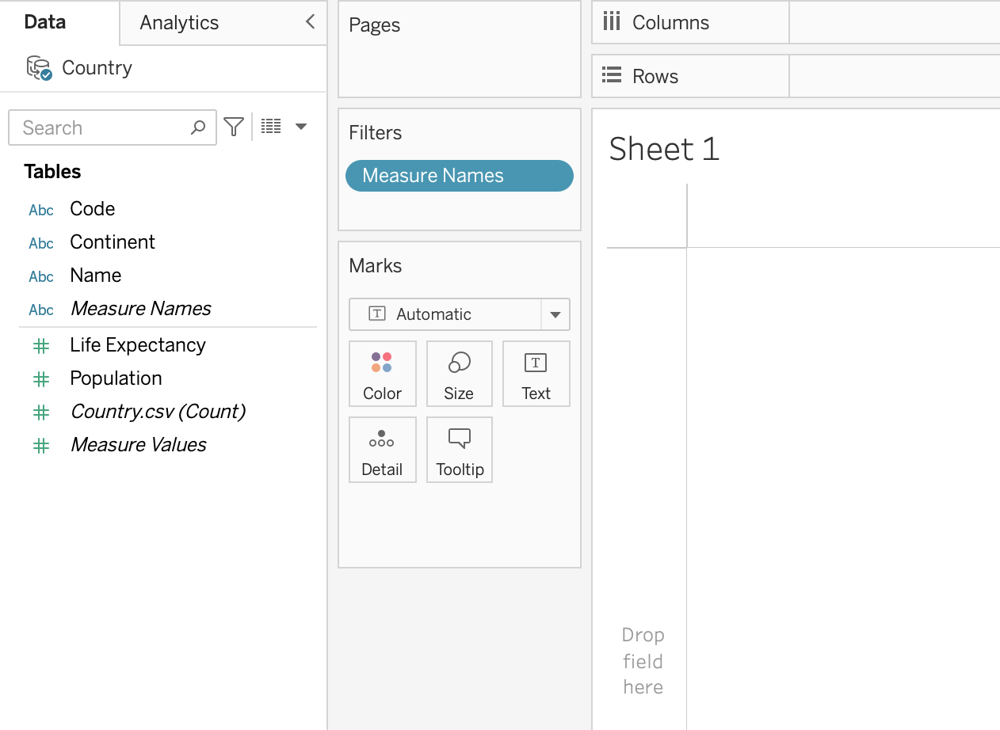 Data
Analytics
Country
Search
Tables
Abc Code
Abc Continent
Abc Name
Abc Measure Names
Life Expectancy
Population
Country.csv (Count)
Measure Values
Pages
Filters
Measure Names
Marks
T Automatic
Color
Size
T
Text
Detail
Tooltip
Columns
Rows
Sheet 1
Drop
field
here